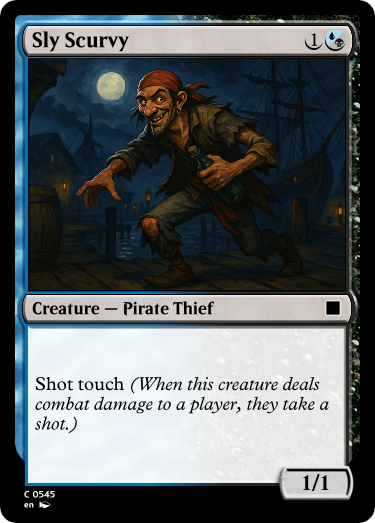 Sly Scurvy 1
Creature — Pirate Thief
Shot touch (When this creature deals
combat damage to a player, they take a
shot.)
1/1
C 0545
en